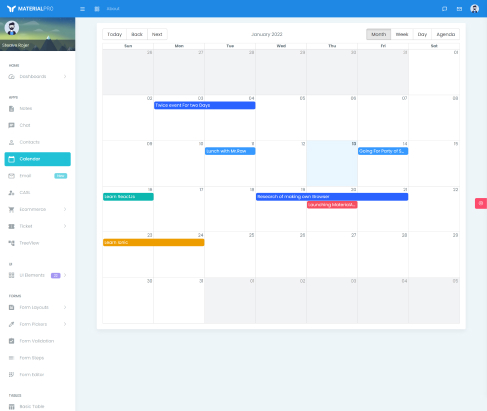 MATERIALPRO
About
Steave Rojer
HOME
Dashboard
APPS
Notes
Chat
Contacts
Calendar
Email
Ecommerce
Ticket
TreeView
UI
UI Elements
FORMS
Form Layouts
Form Pickers
Form Validation
Form Steps
Form Editor
TABLES
Basic Table
Today Back Next
January 2022
Month Week Day Agenda
Sun Mon Tue Wed Thu Fri Sat
26 27 28 29 30 31 01
02 03 04 05 06 07 08
Twice event For two Days
09 10 11 12 13 14 15
Lunch with Mr.Raw
Going For Party of S...
16 17 18 19 20 21 22
Learn ReactJs
Research of making own Browser
Launching MaterialA...
23 24 25 26 27 28 29
Learn Ionic
30 31 01 02 03 04 05